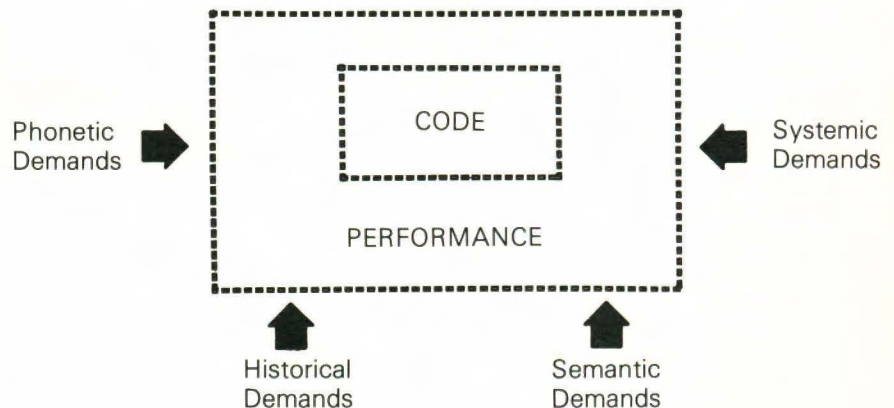 CODE
Phonetic
Demands
Systemic
Demands
PERFORMANCE
Historical
Demands
Semantic
Demands